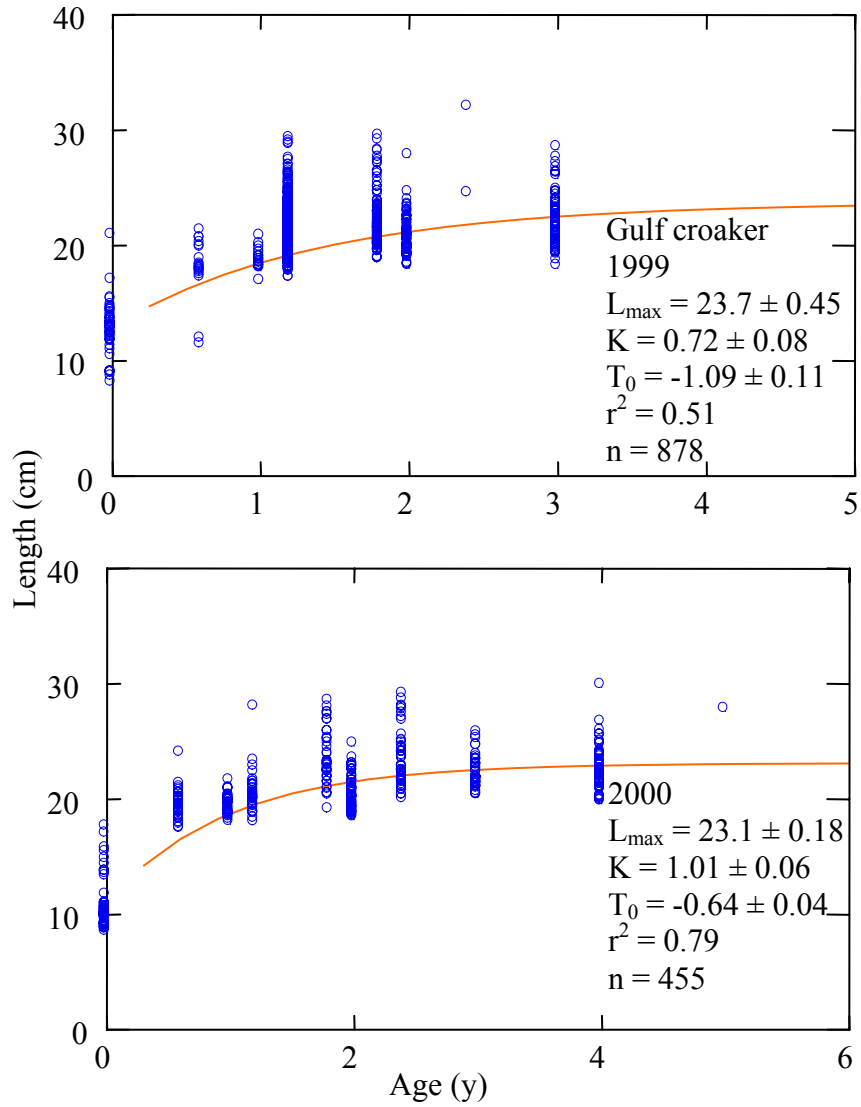 40
30
20
10
0
0 1 2 3 4 5
Gulf croaker
1999
Lmax = 23.7 ± 0.45
K = 0.72 ± 0.08
T0 = -1.09 ± 0.11
r2 = 0.51
n = 878
Length (cm)
40
30
20
10
0
0 2 4 6
2000
Lmax = 23.1 ± 0.18
K = 1.01 ± 0.06
T0 = -0.64 ± 0.04
r2 = 0.79
n = 455
Age (y)